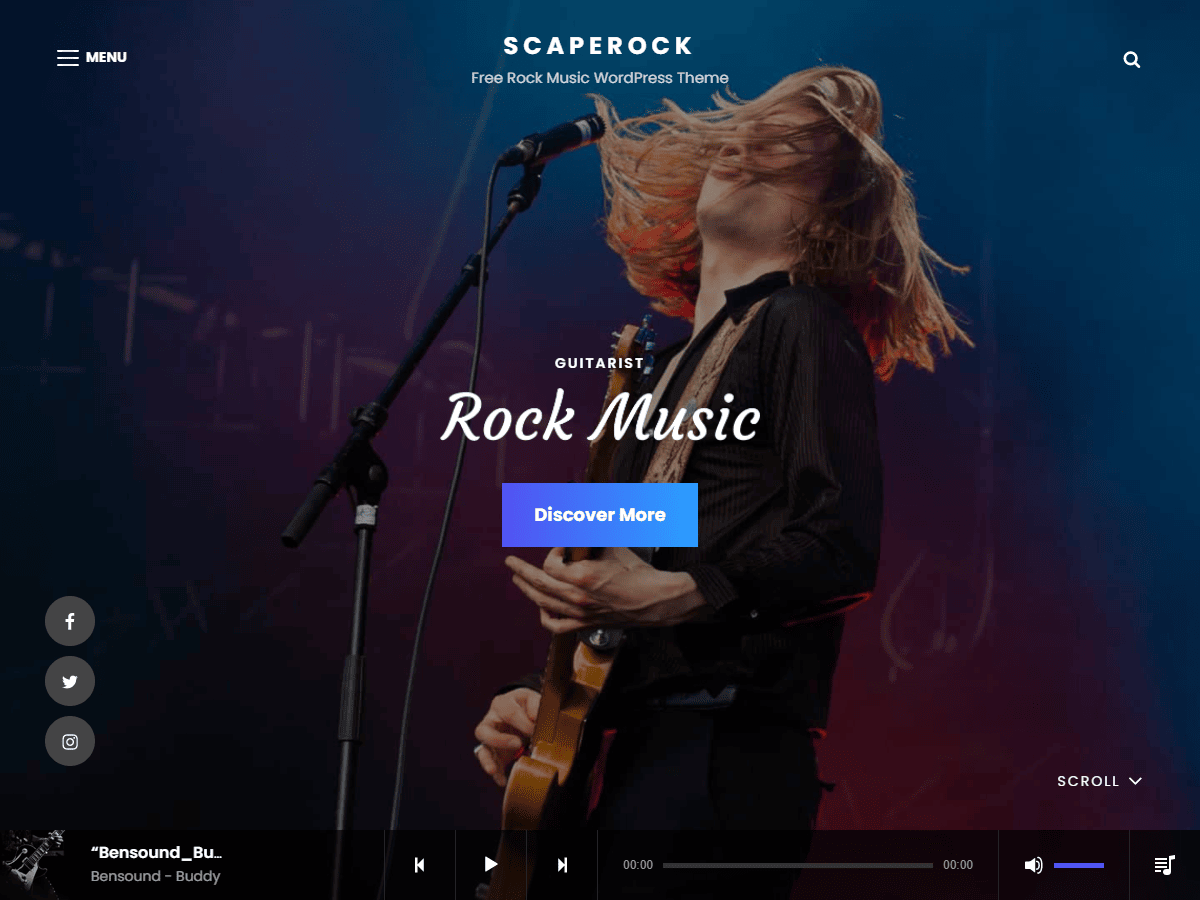 MENU
SCAPEROCK
Free Rock Music WordPress Theme
GUITARIST
Rock Music
Discover More
SCROLL
“Bensound_Bu...
Bensound - Buddy
00:00
00:00